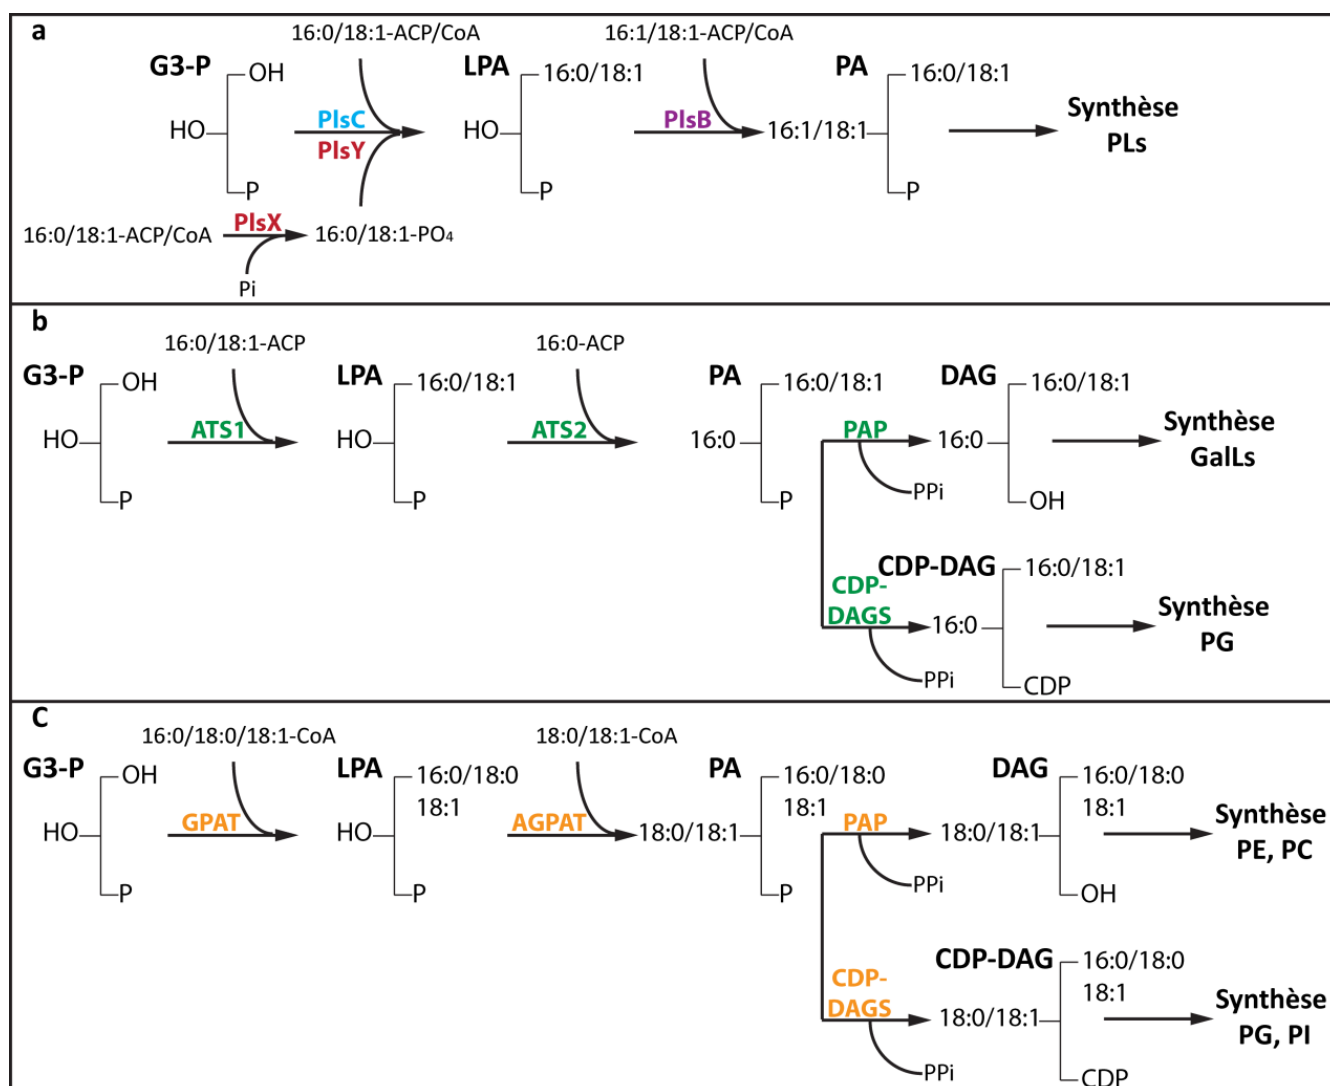 a
16:0/18:1-ACP/CoA
16:1/18:1-ACP/CoA
G3-P
OH
LPA
16:0/18:1
PA
16:0/18:1
HO
PlsC
PlsY
HO
PlsB
16:1/18:1
Synthèse
PLs
P
P
P
16:0/18:1-ACP/CoA
PlsX
16:0/18:1-PO₄
Pi
b
16:0/18:1-ACP
16:0-ACP
G3-P
OH
LPA
16:0/18:1
PA
16:0/18:1
DAG
16:0/18:1
HO
ATS1
HO
ATS2
16:0
PAP
16:0
Synthèse
GalLs
P
P
P
PPi
OH
CDP-
DAGS
CDP-DAG
16:0/18:1
16:0
Synthèse
PG
PPi
CDP
C
16:0/18:0/18:1-CoA
18:0/18:1-CoA
G3-P
OH
LPA
16:0/18:0
18:1
PA
16:0/18:0
18:1
DAG
16:0/18:0
18:1
HO
GPAT
HO
AGPAT
18:0/18:1
PAP
18:0/18:1
Synthèse
PE, PC
P
P
P
PPi
OH
CDP-
DAGS
CDP-DAG
16:0/18:0
18:1
18:0/18:1
Synthèse
PG, PI
PPi
CDP